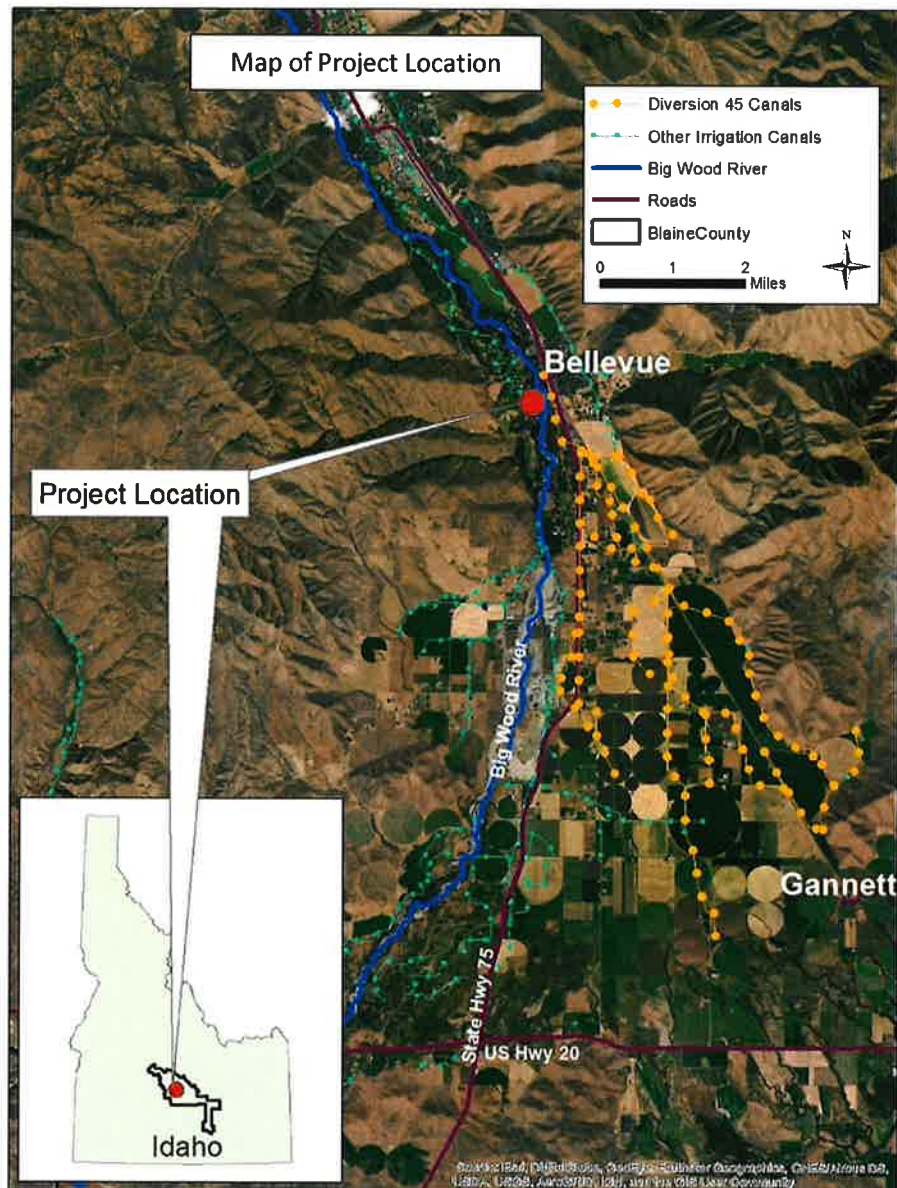 Map of Project Location
Diversion 45 Canals
Other Irrigation Canals
Big Wood River
Roads
BlaineCounty
N
0 1 2
Miles
Bellevue
Project Location
Big Wood River
Gannett
State Hwy 75
US Hwy 20
Idaho